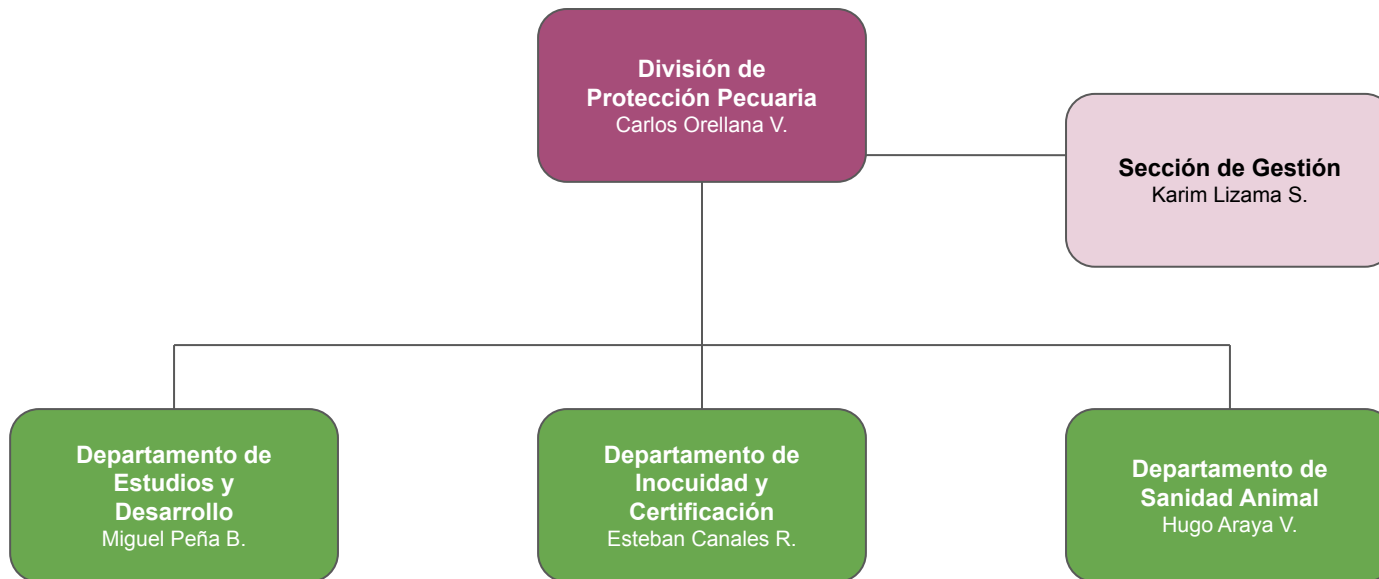 División de
Protección Pecuaria
Carlos Orellana V.
Sección de Gestión
Karim Lizama S.
Departamento de
Estudios y
Desarrollo
Miguel Peña B.
Departamento de
Inocuidad y
Certificación
Esteban Canales R.
Departamento de
Sanidad Animal
Hugo Araya V.